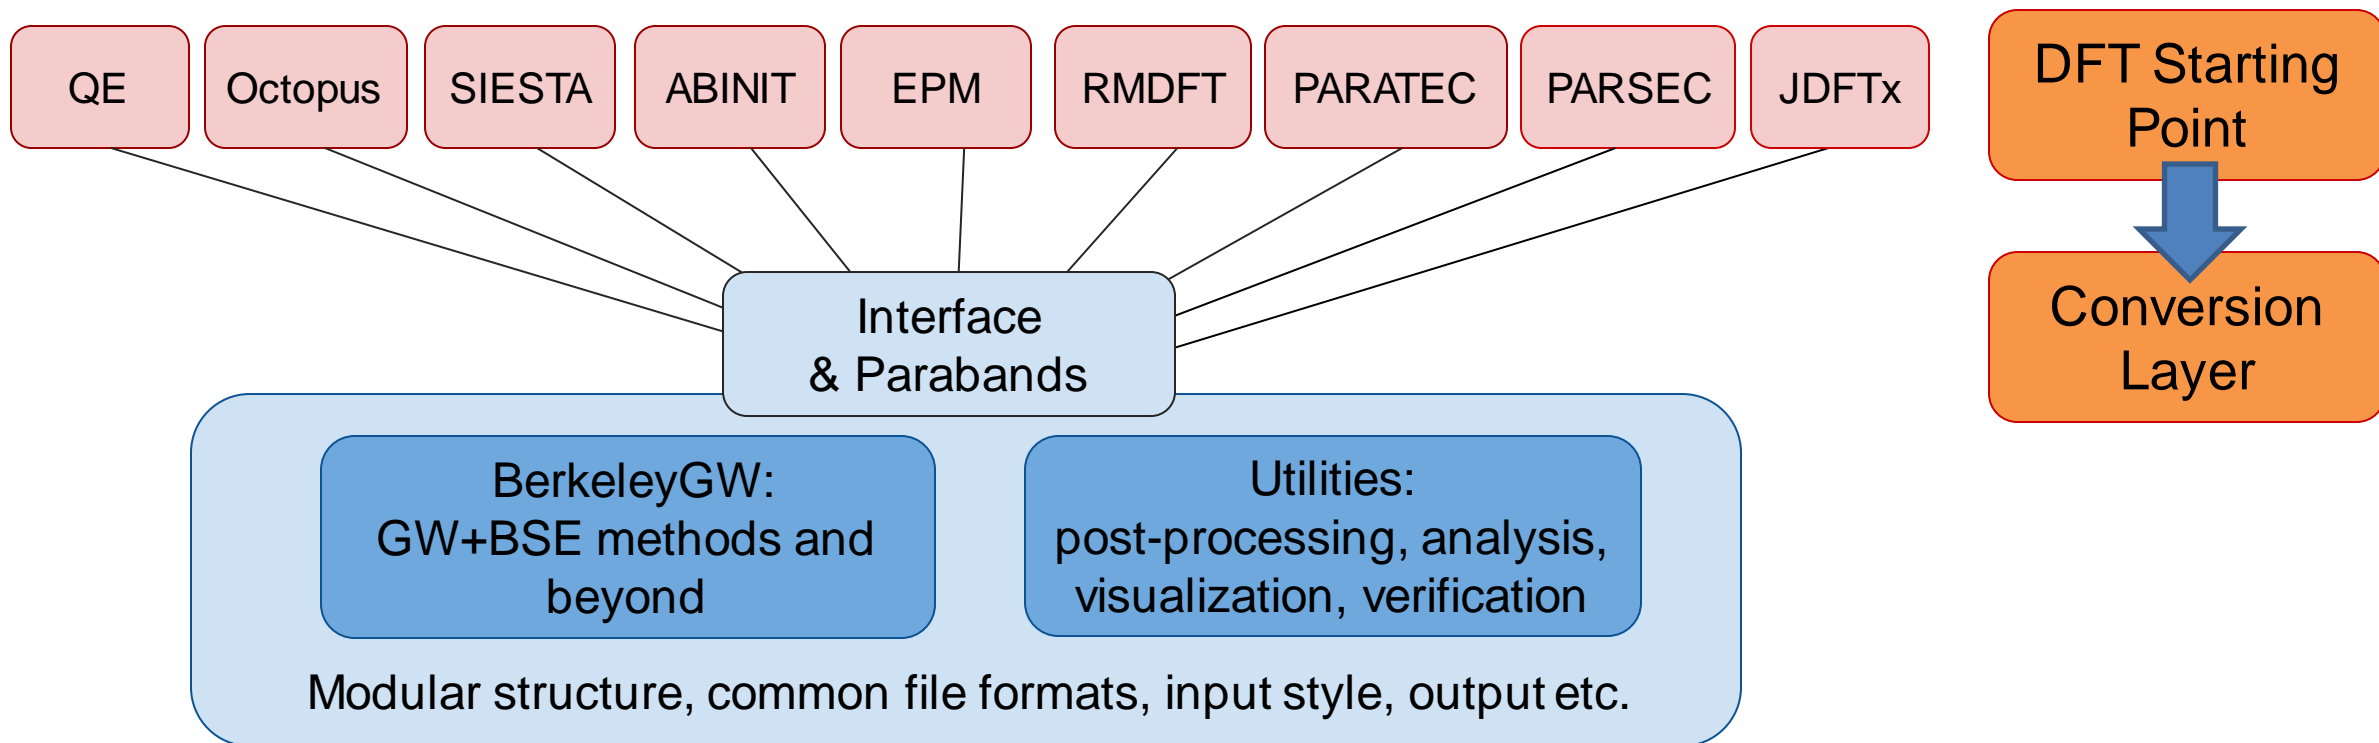 QE
Octopus
SIESTA
ABINIT
EPM
RMDFT
PARATEC
PARSEC
JDFTx
DFT Starting
Point
Conversion
Layer
Interface
& Parabands
BerkeleyGW:
GW+BSE methods and
beyond
Utilities:
post-processing, analysis,
visualization, verification
Modular structure, common file formats, input style, output etc.